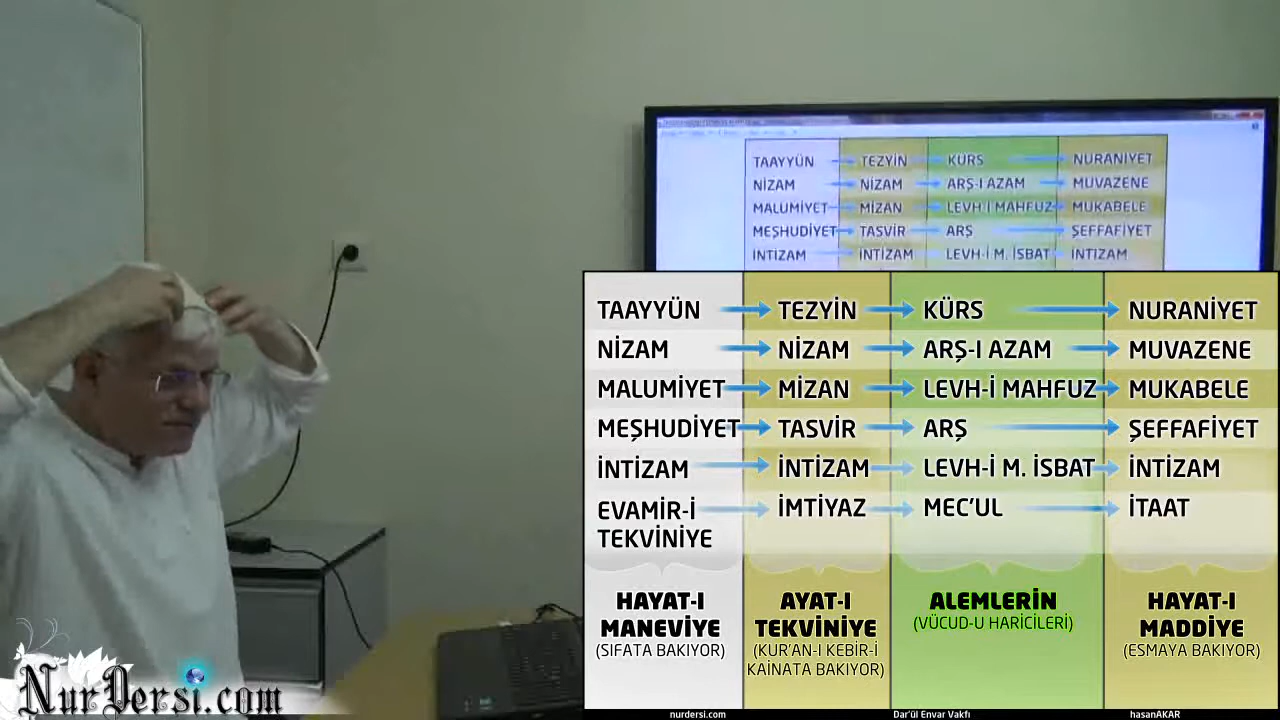 TAAYYÜN TEZYİN KÜRS NURANİYET
NİZAM NİZAM ARŞ-I AZAM MUVAZENE
MALUMİYET MİZAN LEVH-İ MAHFUZ MUKABELE
MEŞHUDİYET TASVİR ARŞ ŞEFFAFİYET
İNTİZAM İNTİZAM LEVH-İ M. İSBAT İNTİZAM
TAAYYÜN TEZYİN KÜRS NURANİYET
NİZAM NİZAM ARŞ-I AZAM MUVAZENE
MALUMİYET MİZAN LEVH-İ MAHFUZ MUKABELE
MEŞHUDİYET TASVİR ARŞ ŞEFFAFİYET
İNTİZAM İNTİZAM LEVH-İ M. İSBAT İNTİZAM
EVAMİR-İ İMTİYAZ MEC'UL İTAAT
TEKVİNİYE
HAYAT-I
MANEVİYE
(SIFATA BAKIYOR)
AYAT-I
TEKVİNİYE
(KUR'AN-I KEBİR-İ
KAİNATA BAKIYOR)
ALEMLERİN
(VÜCUD-U HARİCİLERİ)
HAYAT-I
MADDİYE
(ESMAYA BAKIYOR)
NurDersi.com
nurdersi.com Dar'ül Envar Vakfı hasanAKAR